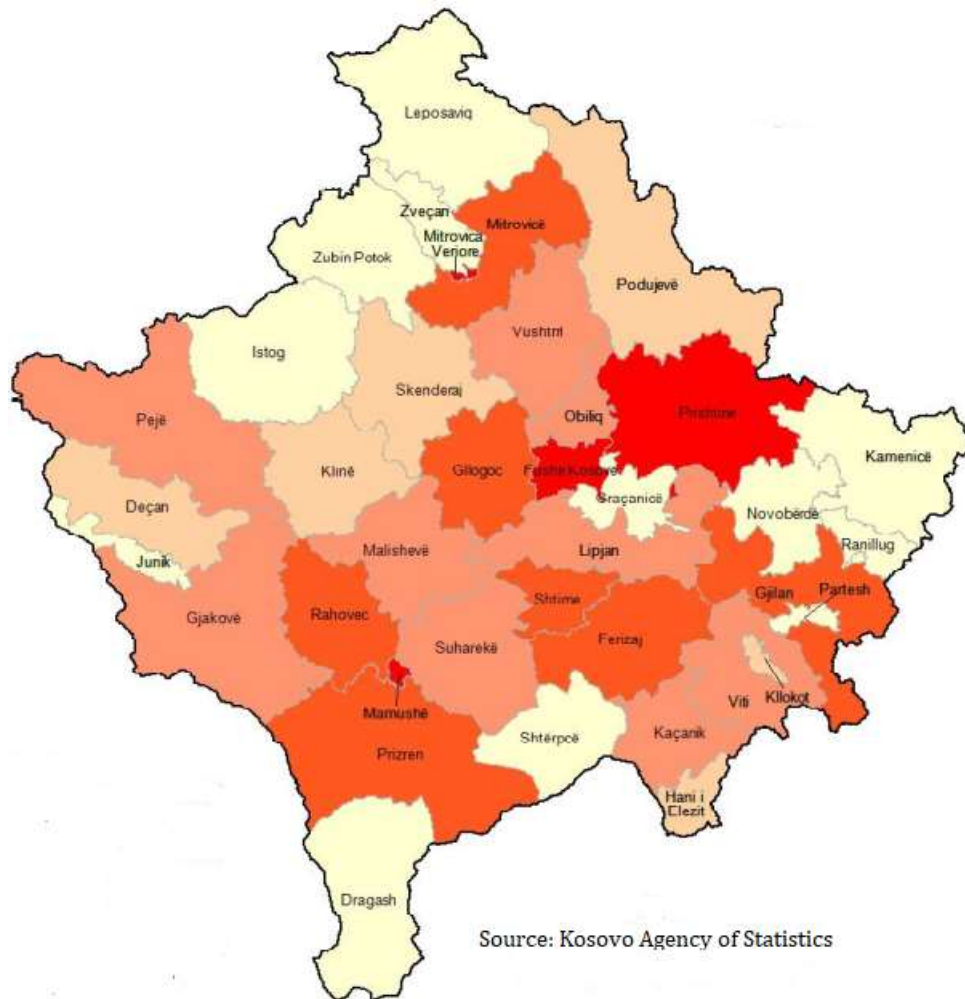 Leposaviq
Zveçan
Mitrovicë
Mitrovica
Veriore
Zubin Potok
Podujevë
Vushtrri
Istog
Skenderaj
Pejë
Obiliq
Prishtinë
Kamenicë
Klinë
Gllogoc
Fushe Kosove
Graçanicë
Deçan
Novobërdë
Ranillug
Junik
Malishevë
Lipjan
Gjakovë
Rahovec
Shtime
Gjilan
Partesh
Suharekë
Ferizaj
Mamushë
Viti
Kllokot
Shtërpcë
Kaçanik
Prizren
Hani i
Elezit
Dragash
Source: Kosovo Agency of Statistics